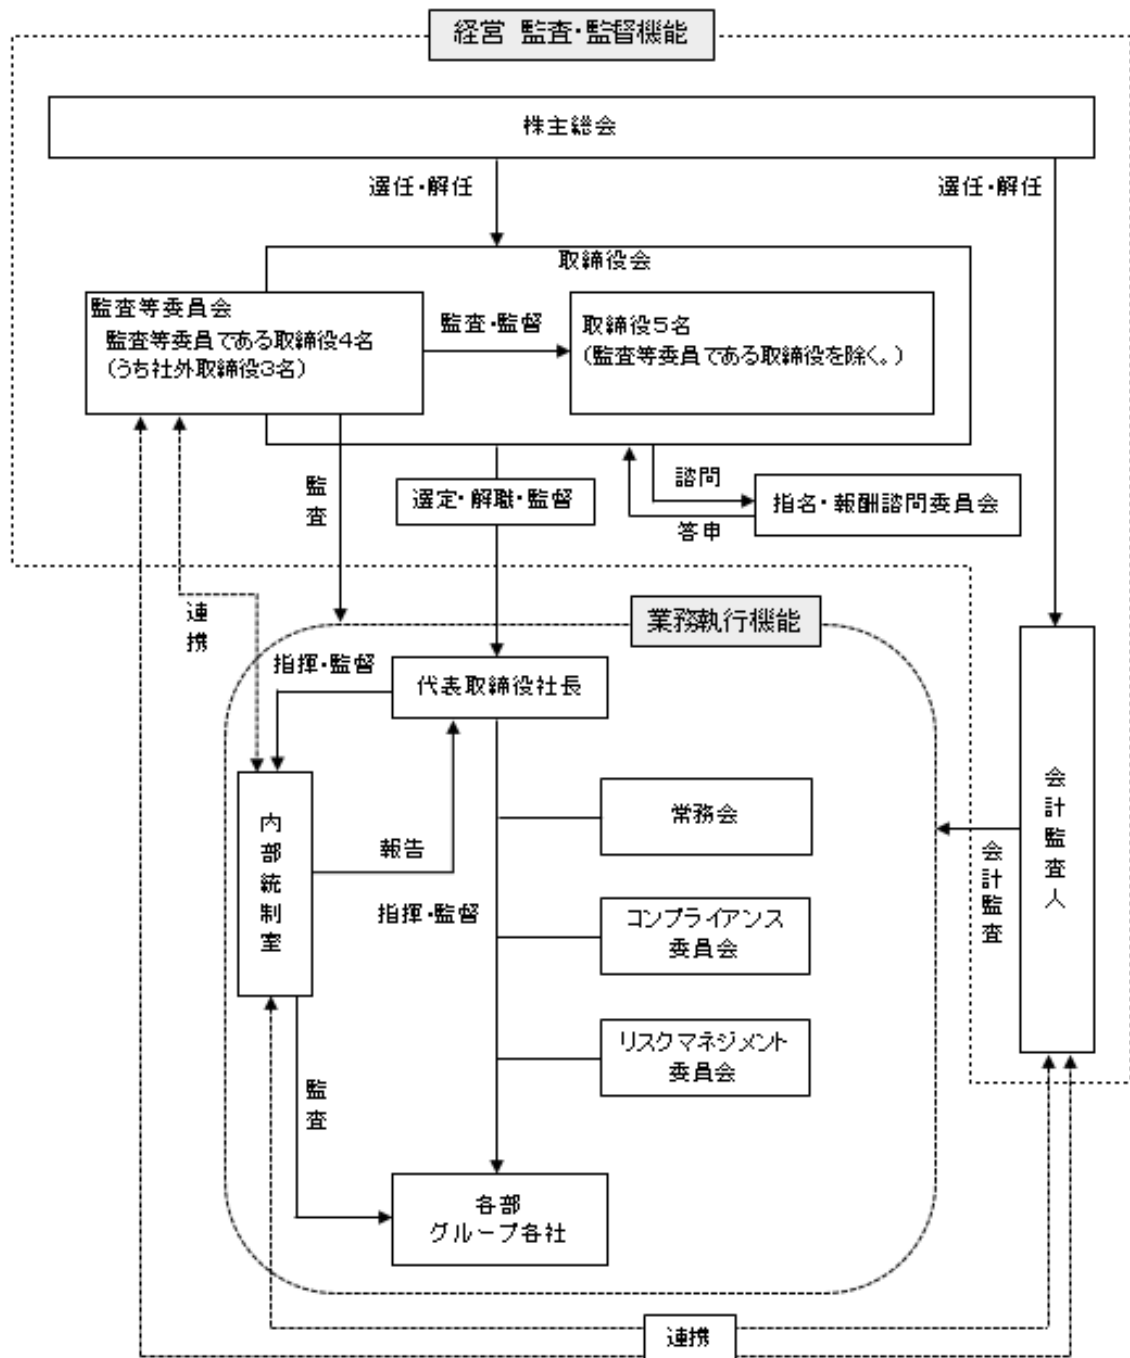 経営 監査・監督機能
株主総会
選任・解任
選任・解任
取締役会
監査等委員会
監査等委員である取締役4名
(うち社外取締役3名)
監査・監督
取締役5名
(監査等委員である取締役を除く。)
監査
選定・解職・監督
諮問
答申
指名・報酬諮問委員会
連携
業務執行機能
指揮・監督
代表取締役社長
内部統制室
報告
指揮・監督
常務会
コンプライアンス
委員会
リスクマネジメント
委員会
会計監査
会計監査人
監査
各部
グループ各社
連携